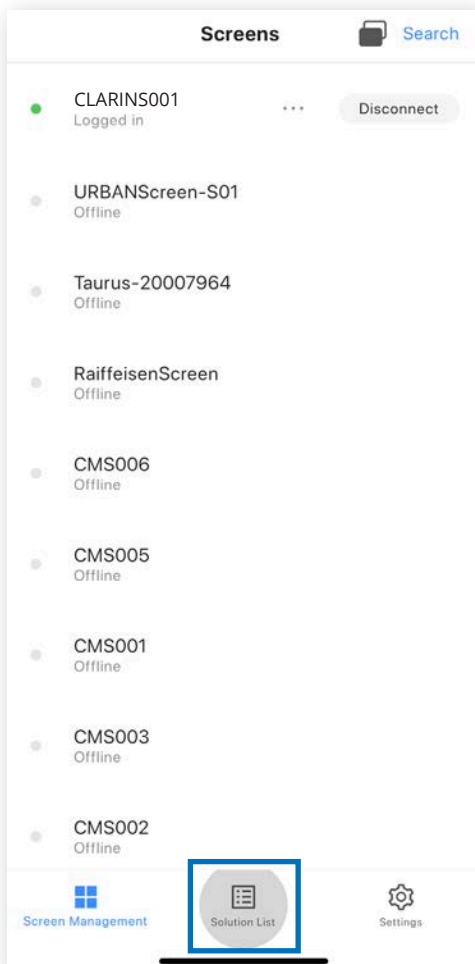 Screens
Search
CLARINS001
Logged in
... Disconnect
URBANScreen-S01
Offline
Taurus-20007964
Offline
RaiffeisenScreen
Offline
CMS006
Offline
CMS005
Offline
CMS001
Offline
CMS003
Offline
CMS002
Offline
Screen Management
Solution List
Settings